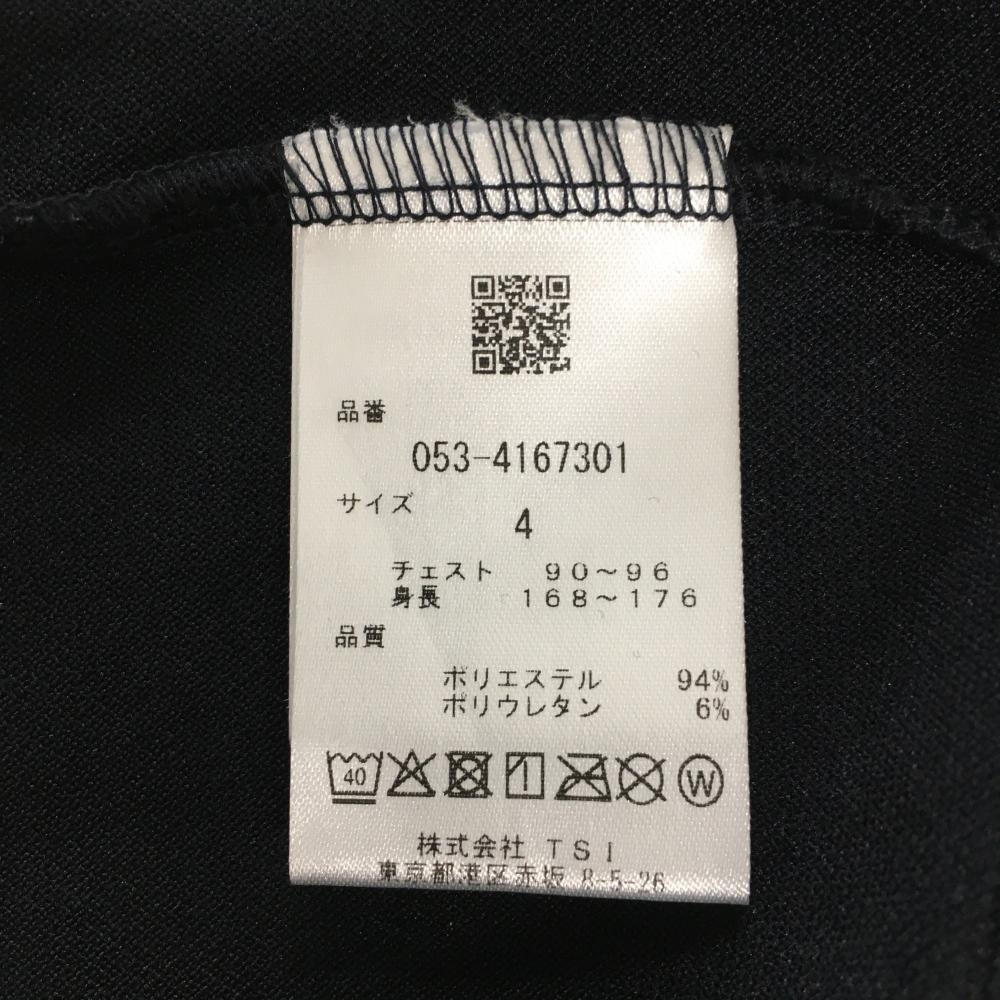 品番
053-4167301
サイズ
4
チェスト 90～96
身長 168～176
品質
ポリエステル 94%
ポリウレタン 6%
40 W
株式会社 TSI
東京都港区赤坂 8-5-26